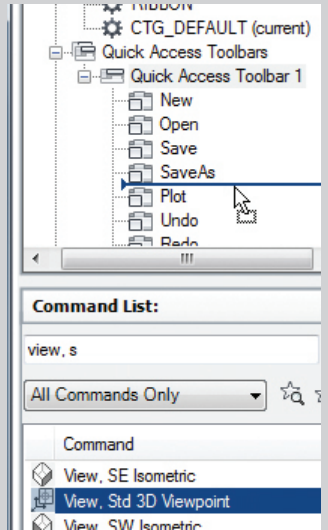 RIBBON
CTG_DEFAULT (current)
Quick Access Toolbars
Quick Access Toolbar 1
New
Open
Save
SaveAs
Plot
Undo
Redo
Command List:
view, s
All Commands Only
Command
View, SE Isometric
View, Std 3D Viewpoint
View, SW Isometric